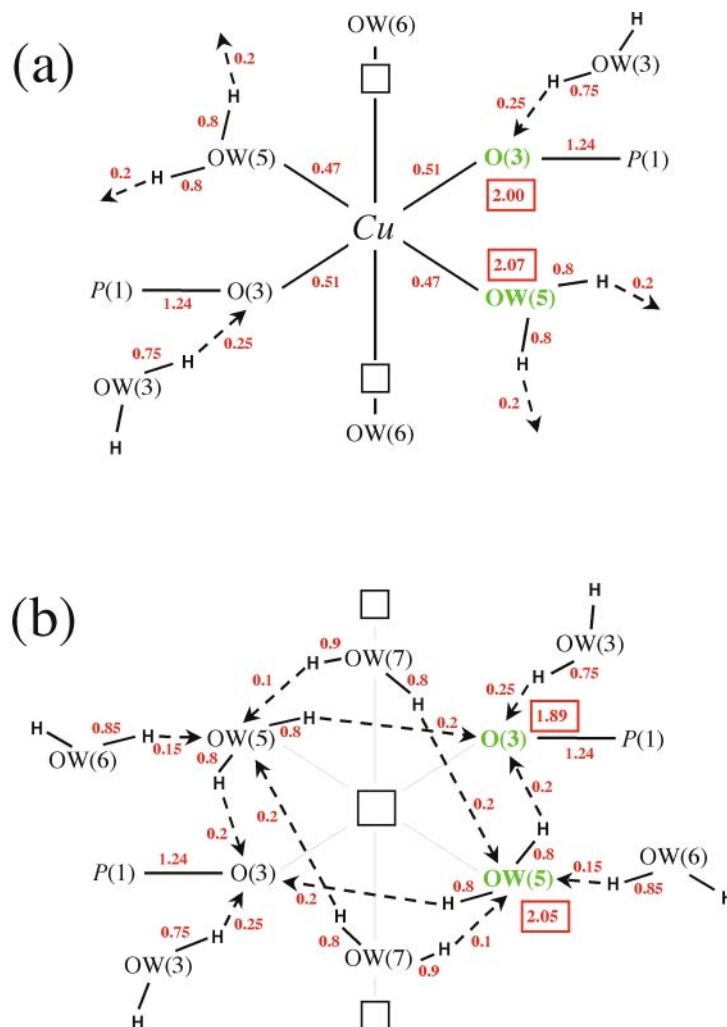 (a)
OW(6)
H
0.2
H
OW(3)
H
0.75
0.25
0.8
OW(5)
0.2
H
0.8
0.47
0.51
O(3)
1.24
P(1)
2.00
Cu
2.07
P(1)
1.24
O(3)
0.51
0.47
OW(5)
0.8
H
0.2
0.75
H
0.25
OW(3)
H
0.8
H
0.2
OW(6)
(b)
H
OW(3)
0.9
OW(7)
H
0.8
H
0.75
0.1
H
0.25
H
0.85
H
H
1.89
OW(6)
0.15
OW(5)
0.8
0.2
O(3)
1.24
P(1)
0.8
H
0.2
0.2
H
0.2
0.8
0.15
OW(6)
P(1)
1.24
O(3)
0.2
H
0.8
OW(5)
H
0.85
H
0.75
H
0.25
H
2.05
OW(3)
0.8
OW(7)
H
0.1
0.9
H
0.2